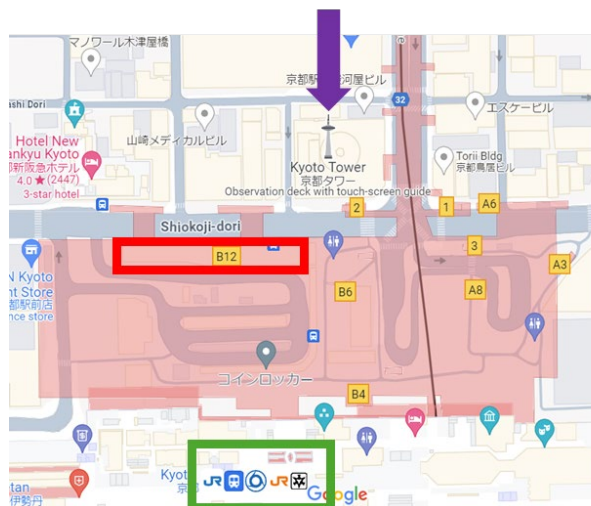 マノワール木津屋橋
京都駅
河屋ビル
ashi Dori
32
エスケービル
山崎メディカルビル
Hotel New
ankyu Kyoto
新阪急ホテル
4.0★(2447)
3-star hotel
Kyoto Tower
京都タワー
Observation deck with touch-screen guide
Torii Bldg
京都鳥居ビル
2
1
A6
Shiokoji-dori
B12
3
A3
N Kyoto
nt Store
都駅前店
nce store
B6
A8
コインロッカー
B4
Kyot
京都
JR
JR
Google
etan
伊勢丹